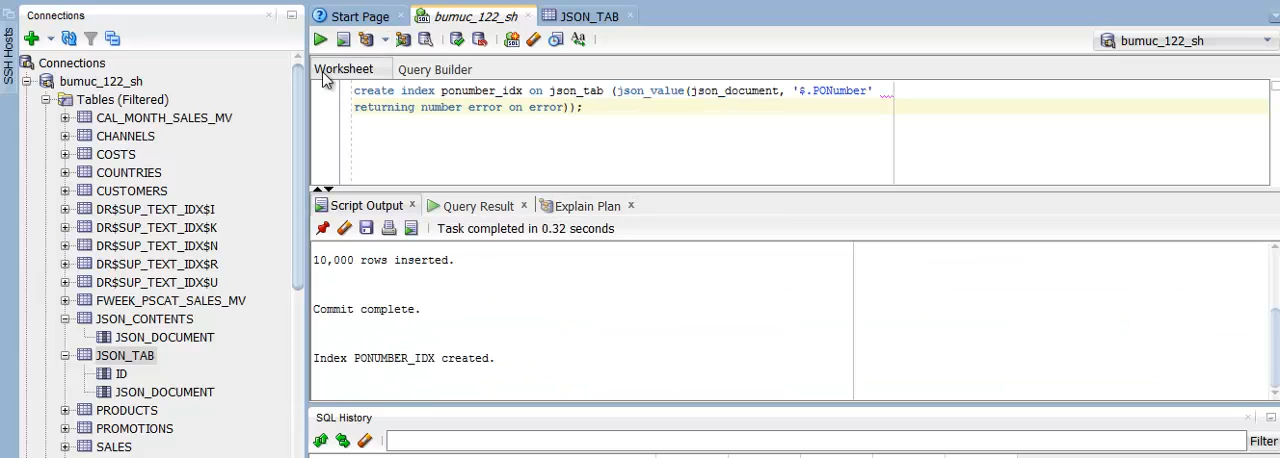 SSH Hosts
Connections
Connections
bumuc_122_sh
Tables (Filtered)
CAL_MONTH_SALES_MV
CHANNELS
COSTS
COUNTRIES
CUSTOMERS
DR$SUP_TEXT_IDX$I
DR$SUP_TEXT_IDX$K
DR$SUP_TEXT_IDX$N
DR$SUP_TEXT_IDX$R
DR$SUP_TEXT_IDX$U
FWEEK_PSCAT_SALES_MV
JSON_CONTENTS
JSON_DOCUMENT
JSON_TAB
ID
JSON_DOCUMENT
PRODUCTS
PROMOTIONS
SALES
Start Page bumuc_122_sh JSON_TAB
bumuc_122_sh
Worksheet Query Builder
create index ponumber_idx on json_tab (json_value(json_document, '$.PONumber'
returning number error on error));
Script Output Query Result Explain Plan
Task completed in 0.32 seconds
10,000 rows inserted.
Commit complete.
Index PONUMBER_IDX created.
SQL History
Filter